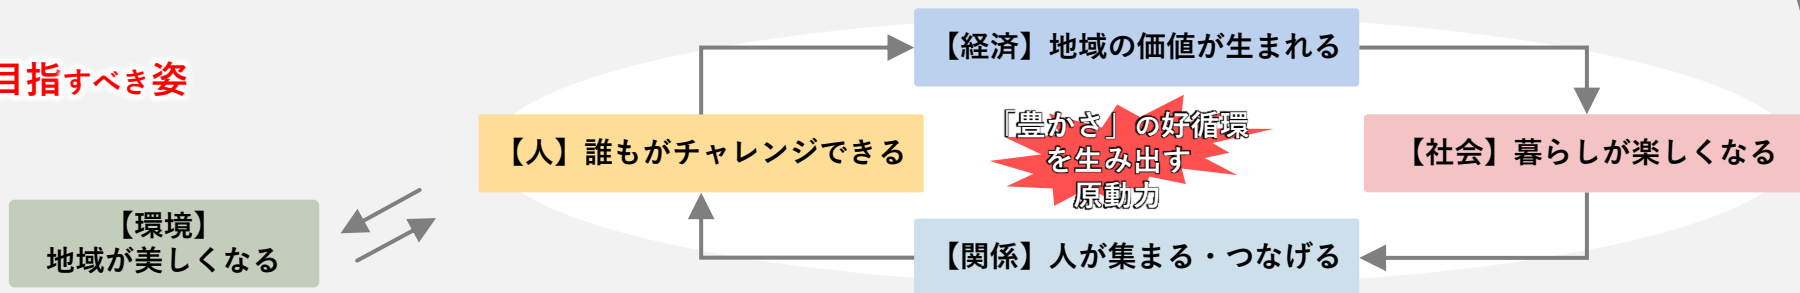 目指すべき姿
【経済】地域の価値が生まれる
【人】誰もがチャレンジできる
「豊かさ」の好循環
を生み出す
原動力
【社会】暮らしが楽しくなる
【環境】
地域が美しくなる
【関係】人が集まる・つなげる